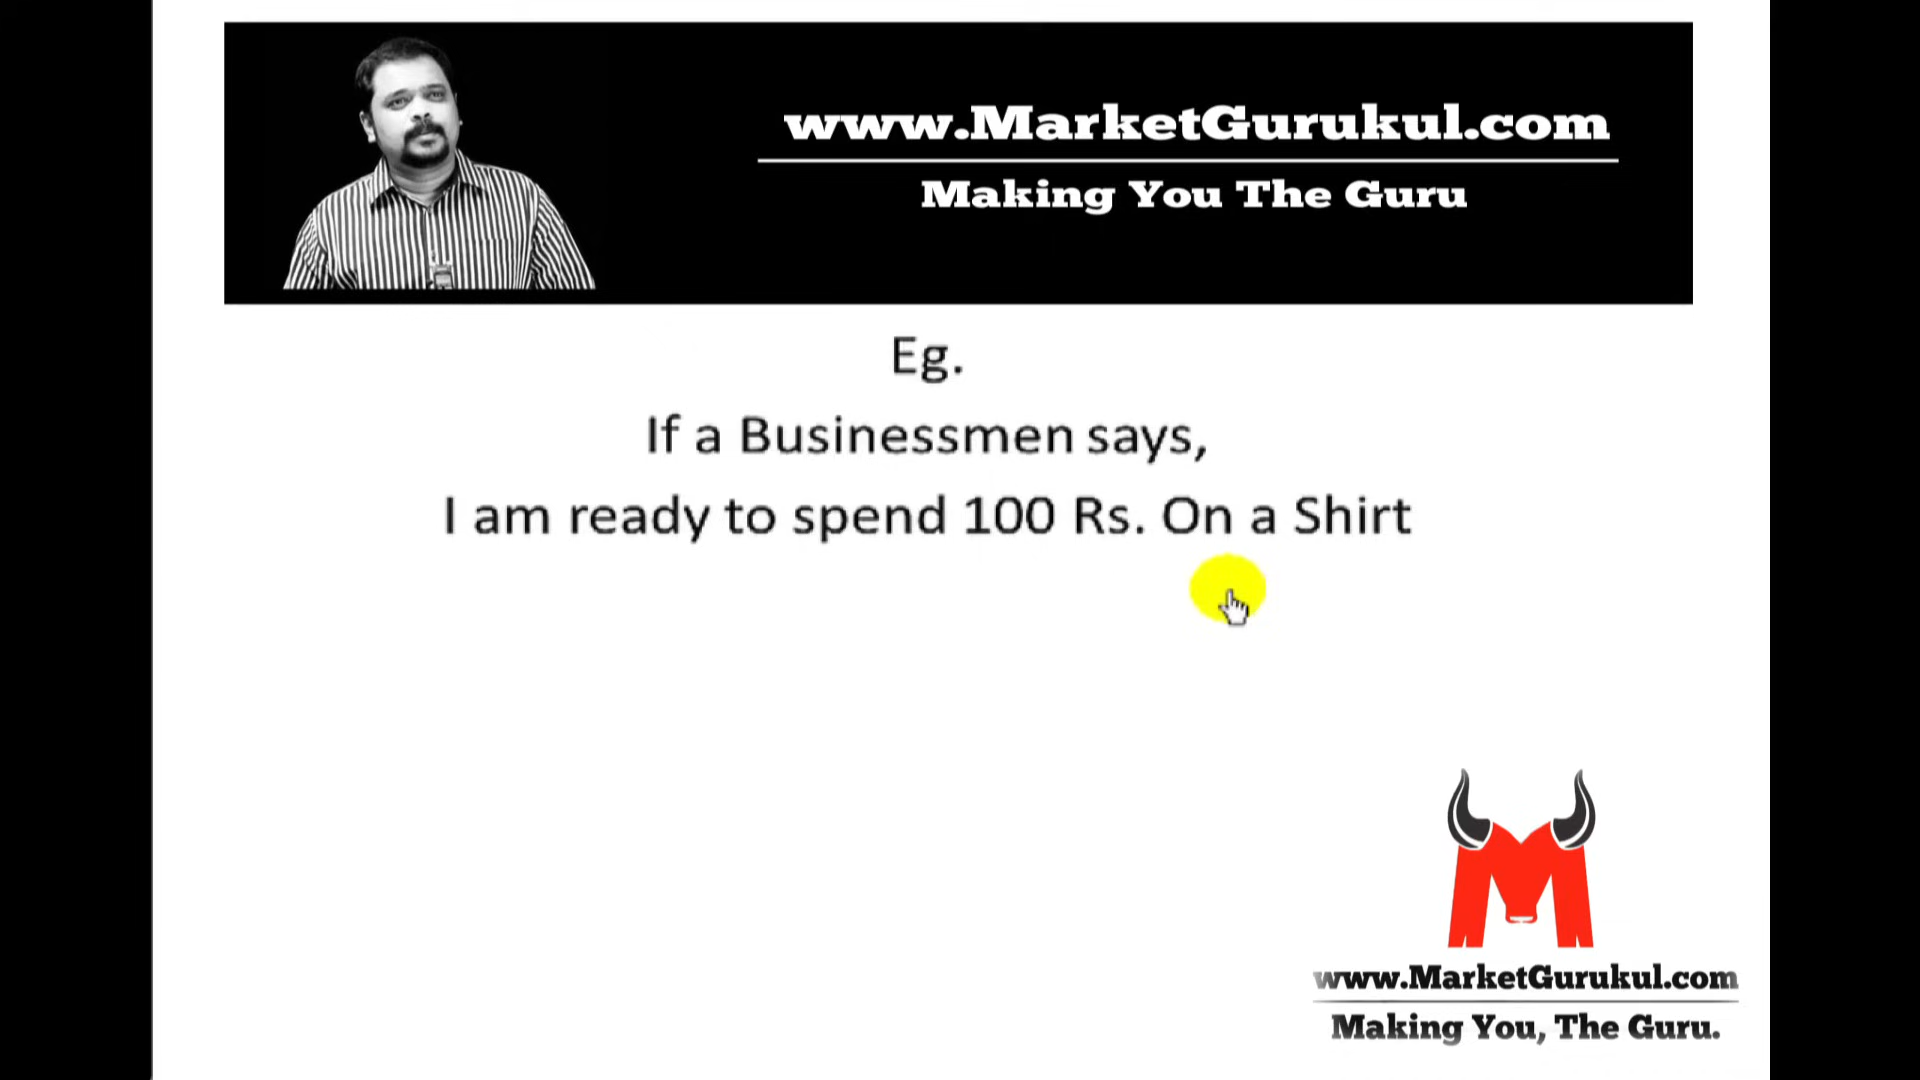 www.MarketGurukul.com
Making You The Guru
Eg.
If a Businessmen says,
I am ready to spend 100 Rs. On a Shirt
www.MarketGurukul.com
Making You, The Guru.